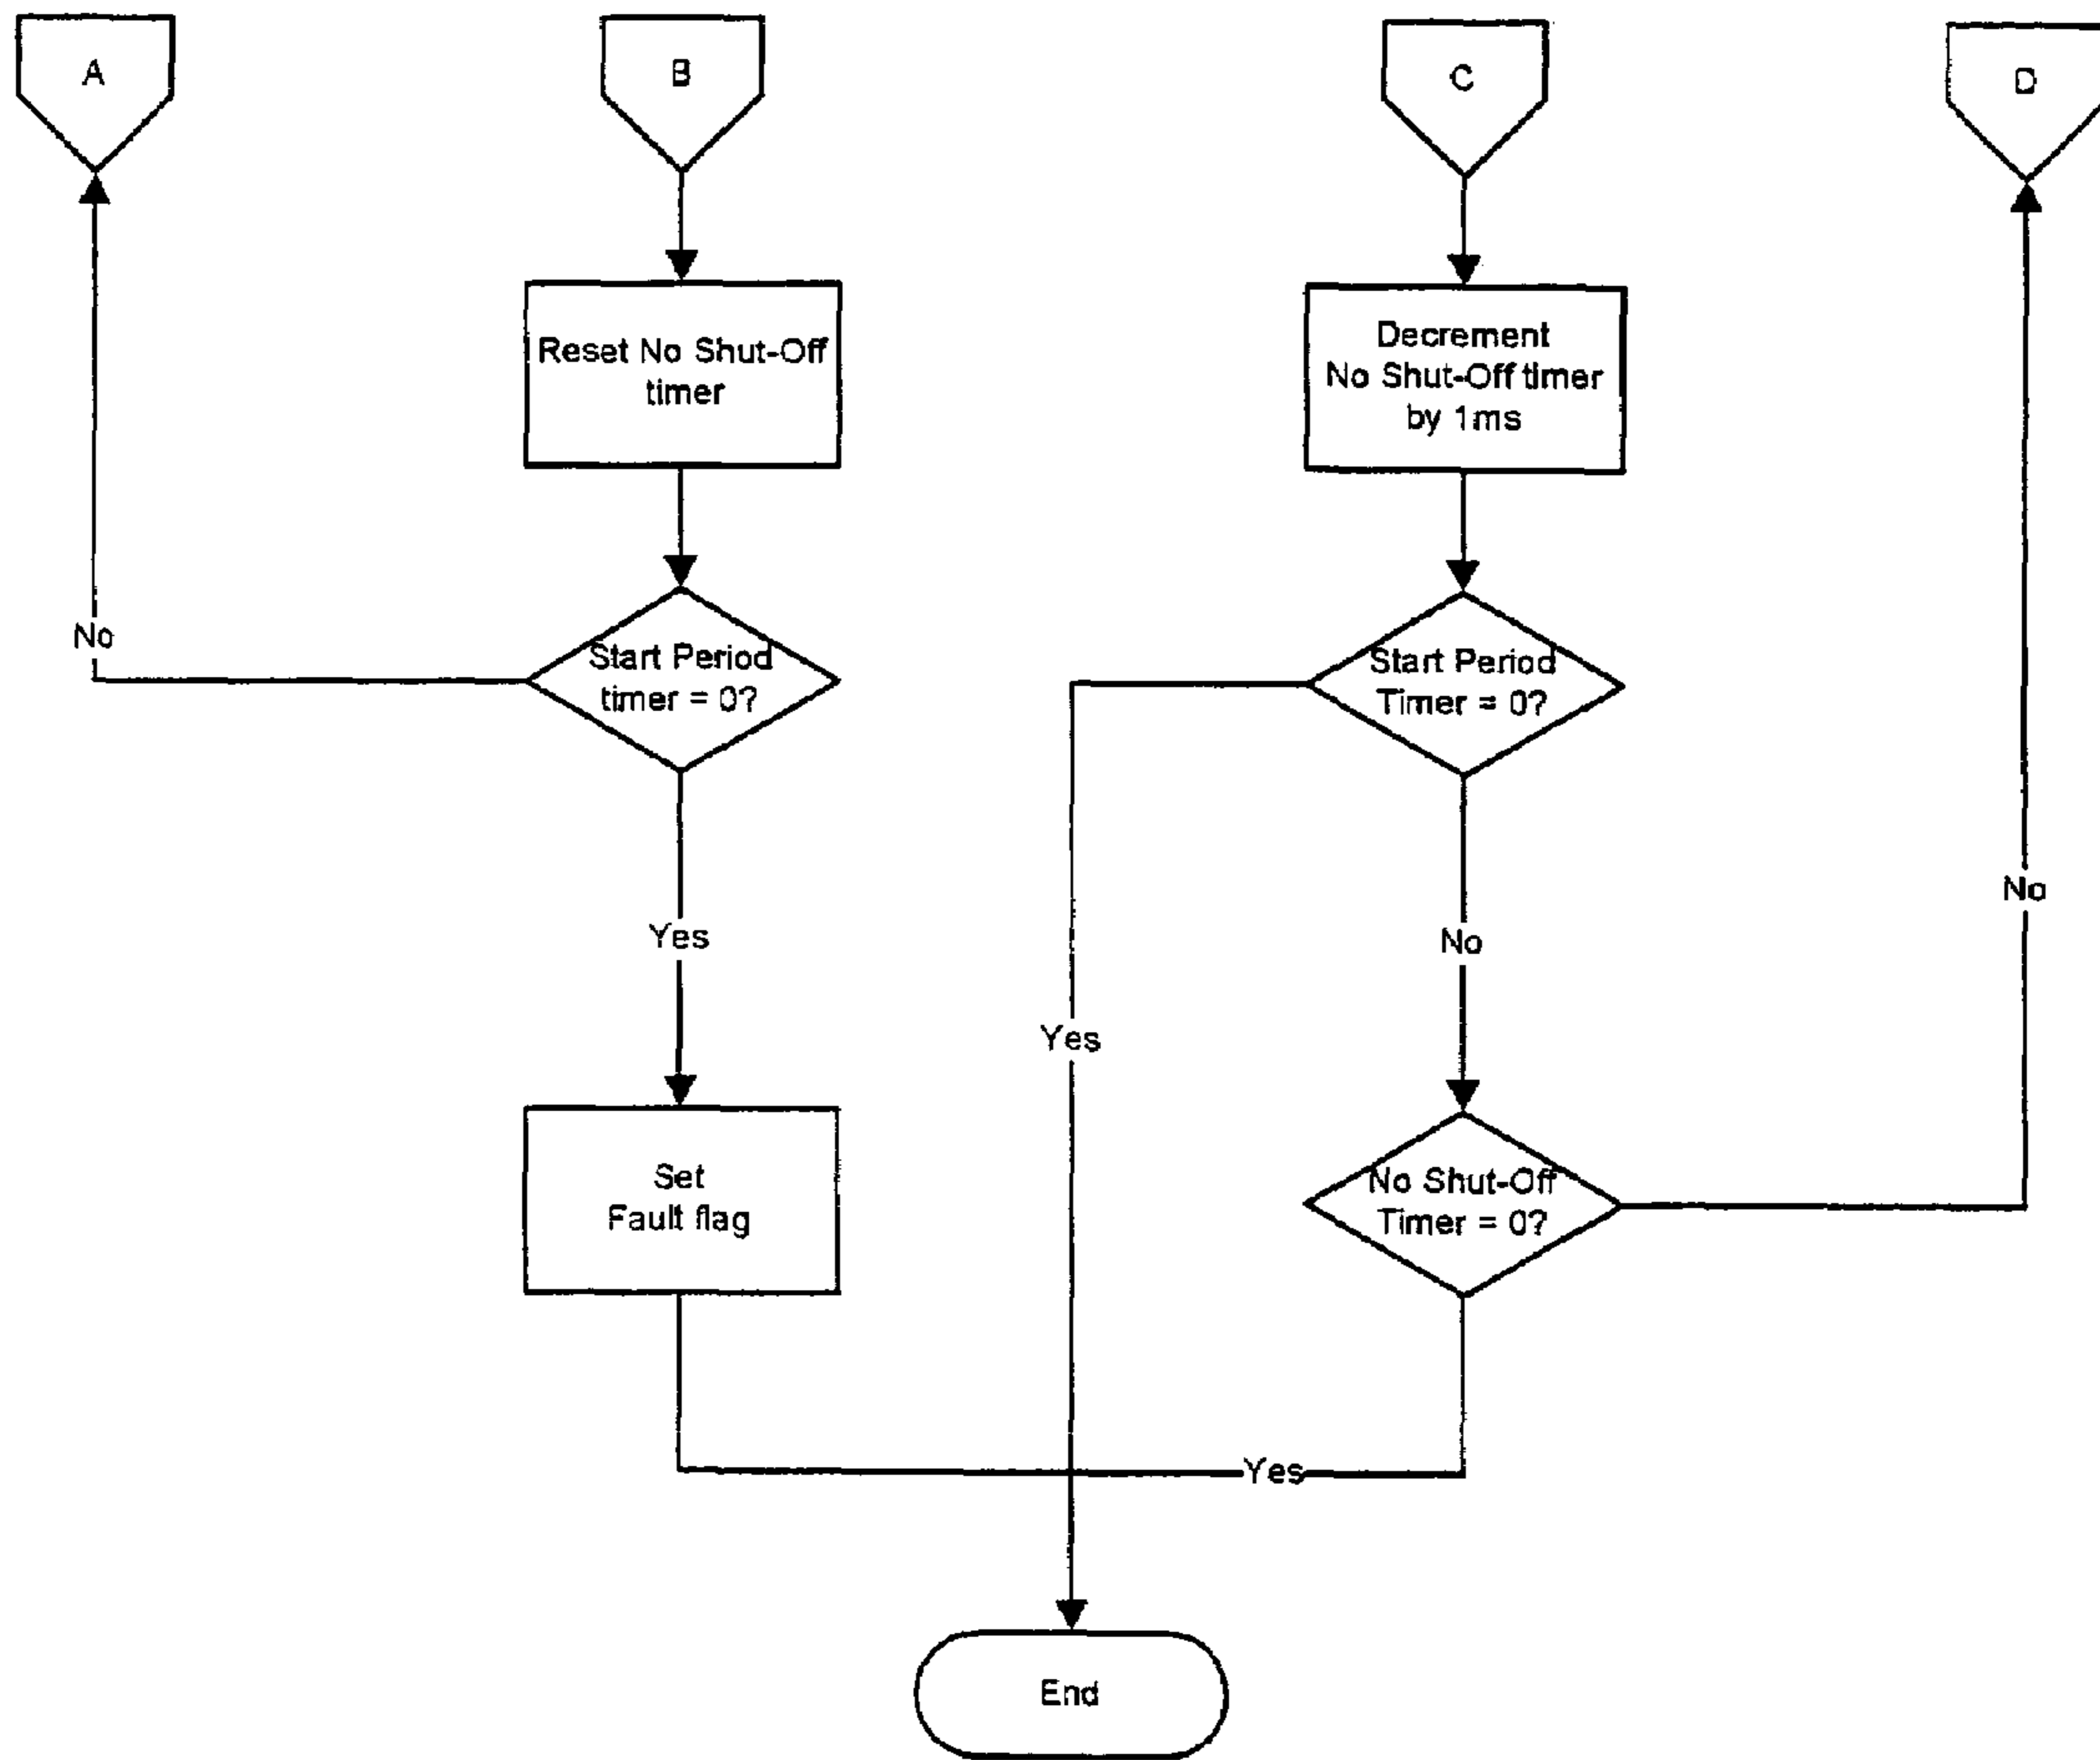 A
B
C
D
Reset No Shut-Off
timer
Decrement
No Shut-Off timer
by 1ms
No
Start Period
timer = 0?
Start Period
Timer = 0?
No
Yes
No
Yes
Set
Fault flag
No Shut-Off
Timer = 0?
Yes
End